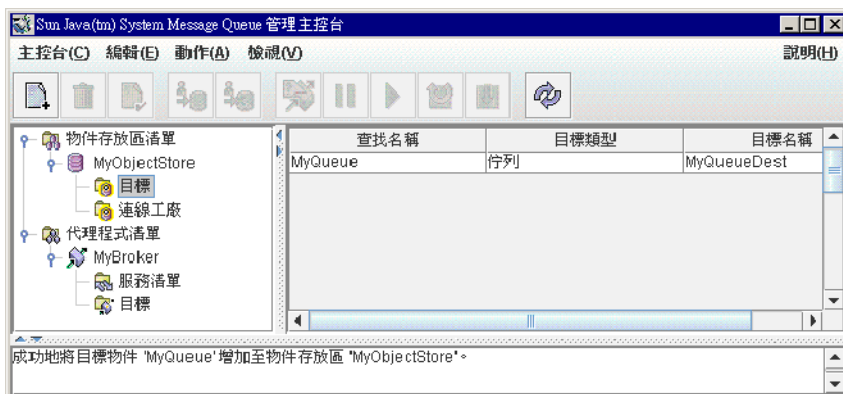 Sun Java(tm) System Message Queue 管理主控台
主控台(C) 編輯(E) 動作(A) 檢視(V) 說明(H)
物件存放區清單
MyObjectStore
目標
連線工廠
代理程式清單
MyBroker
服務清單
目標
查找名稱 目標類型 目標名稱
MyQueue 佇列 MyQueueDest
成功地將目標物件 'MyQueue' 增加至物件存放區 "MyObjectStore"。